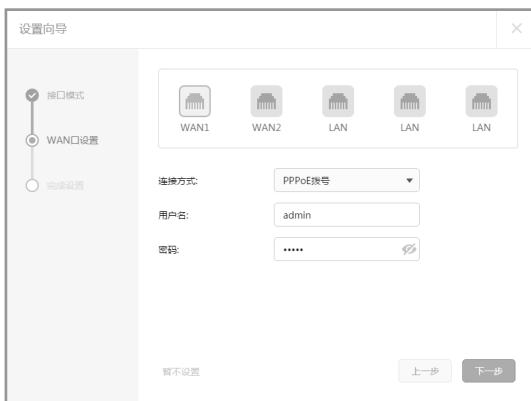 设置向导
接口模式
WAN口设置
完成设置
WAN1 WAN2 LAN LAN LAN
连接方式: PPPoE拨号
用户名: admin
密码: •••••
暂不设置 上一步 下一步